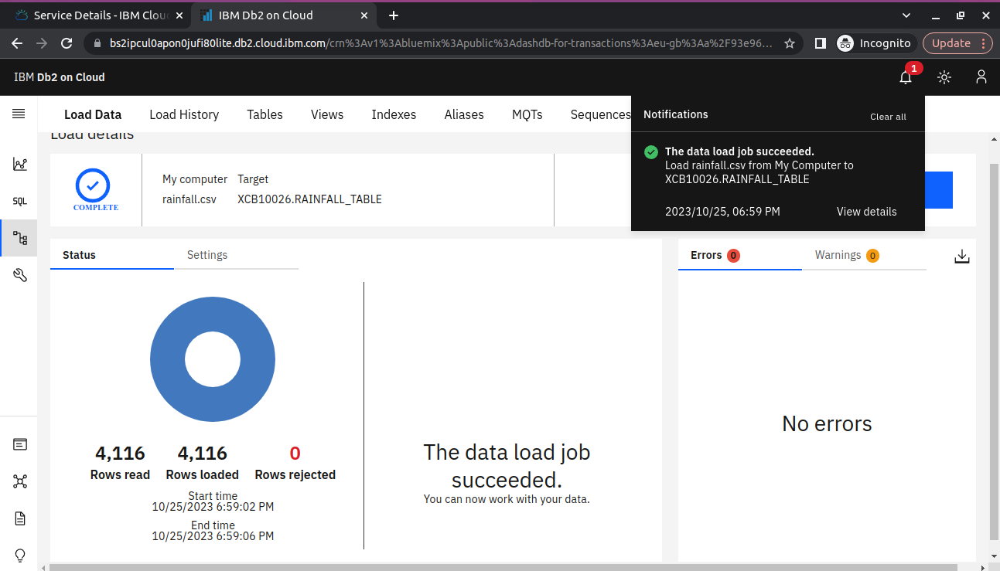 Service Details - IBM Clou
IBM Db2 on Cloud
bs2ipcul0apon0jufi80lite.db2.cloud.ibm.com/crn%3Av1%3Abluemix%3Apublic%3Adashdb-for-transactions%3Aeu-gb%3Aa%2F93e96...
Incognito
Update
IBM Db2 on Cloud
1
Load Data
Load History
Tables
Views
Indexes
Aliases
MQTs
Sequences
Notifications
Clear all
The data load job succeeded.
Load rainfall.csv from My Computer to
XCB10026.RAINFALL_TABLE
2023/10/25, 06:59 PM
View details
SQL
Load details
COMPLETE
My computer
Target
rainfall.csv
XCB10026.RAINFALL_TABLE
Status
Settings
Errors 0
Warnings 0
4,116
4,116
0
Rows read
Rows loaded
Rows rejected
Start time
10/25/2023 6:59:02 PM
End time
10/25/2023 6:59:06 PM
The data load job
succeeded.
You can now work with your data.
No errors